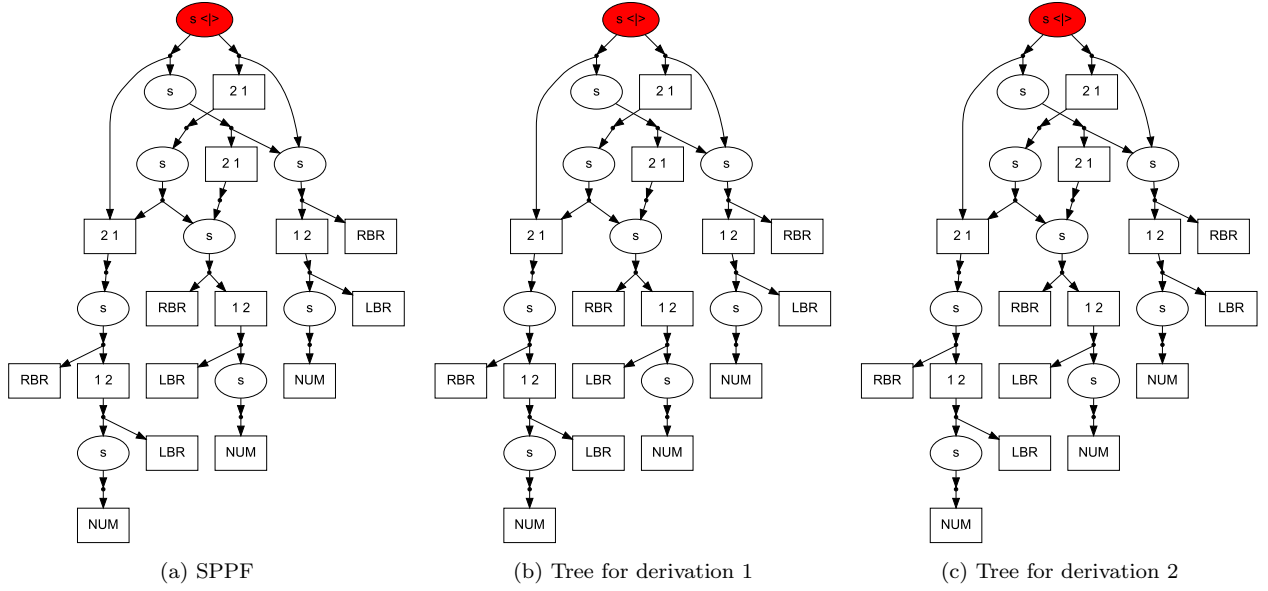 s <|> s <|> s <|>
s 2 1 s 2 1 s 2 1
s 2 1 s s 2 1 s s 2 1 s
2 1 s 1 2 RBR 2 1 s 1 2 RBR 2 1 s 1 2 RBR
s RBR 1 2 s LBR s RBR 1 2 s LBR s RBR 1 2 s LBR
RBR 1 2 LBR s NUM RBR 1 2 LBR s NUM RBR 1 2 LBR s NUM
s LBR NUM s LBR NUM s LBR NUM
NUM NUM NUM
(a) SPPF (b) Tree for derivation 1 (c) Tree for derivation 2